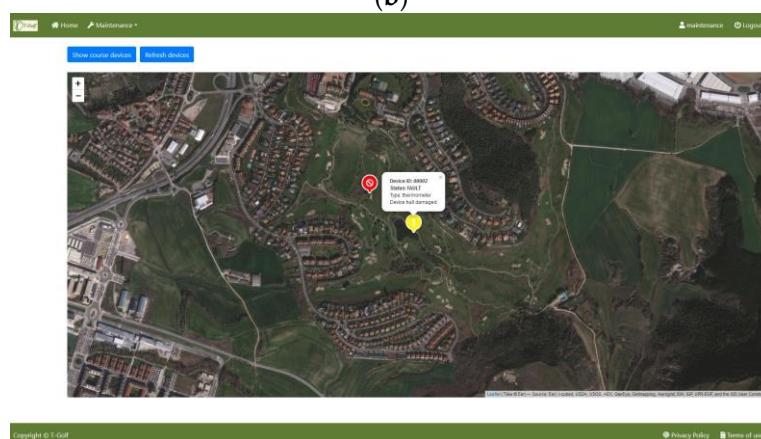 (b)
T-Golf
Home Maintenance maintenance Logout
Show course devices Refresh devices
+
−
Device ID: 00002
Status: FAULT
Type: thermometer
Device hull damaged
Copyright © T-Golf Privacy Policy Terms of use